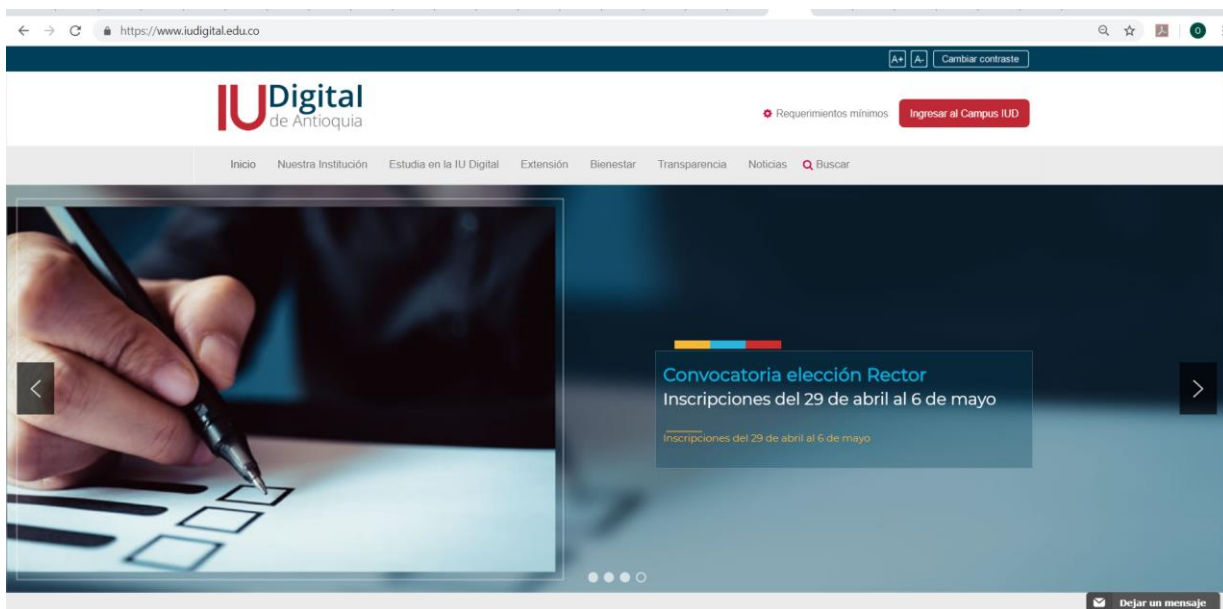 https://www.iudigital.edu.co
O
A+ A- Cambiar contraste
IUDigital
de Antioquia
Requerimientos mínimos Ingresar al Campus IUD
Inicio Nuestra Institución Estudia en la IU Digital Extensión Bienestar Transparencia Noticias Buscar
Convocatoria elección Rector
Inscripciones del 29 de abril al 6 de mayo
Inscripciones del 29 de abril al 6 de mayo
Dejar un mensaje